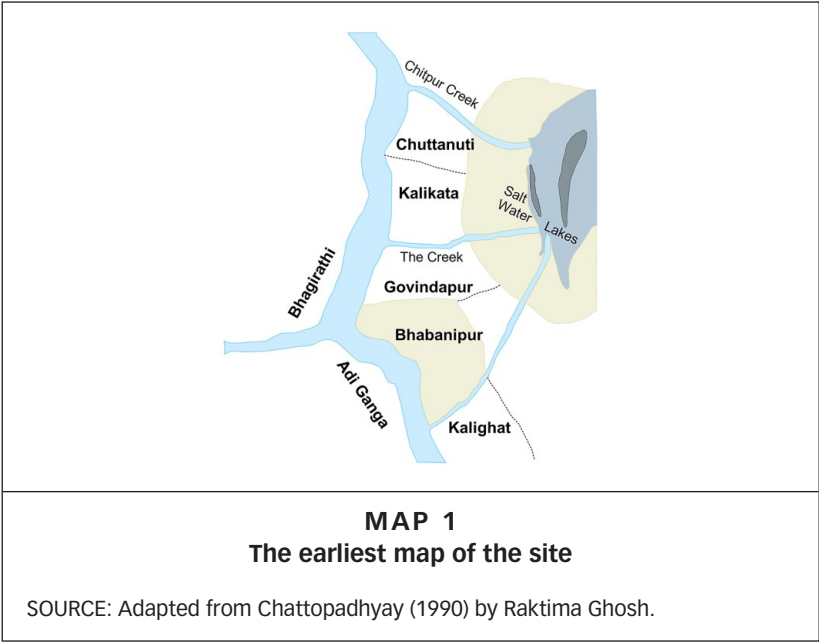 Chitpur Creek
Chuttanuti
Kalikata
Salt
Water
Lakes
The Creek
Govindapur
Bhagirathi
Bhabanipur
Adi Ganga
Kalighat
MAP 1
The earliest map of the site
SOURCE: Adapted from Chattopadhyay (1990) by Raktima Ghosh.